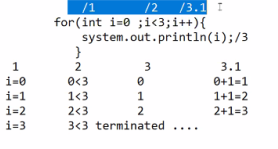 /1 /2 /3.1
for(int i=0 ;i<3;i++){
system.out.println(i);/3
}
1 2 3 3.1
i=0 0<3 0 0+1=1
i=1 1<3 1 1+1=2
i=2 2<3 2 2+1=3
i=3 3<3 terminated ....